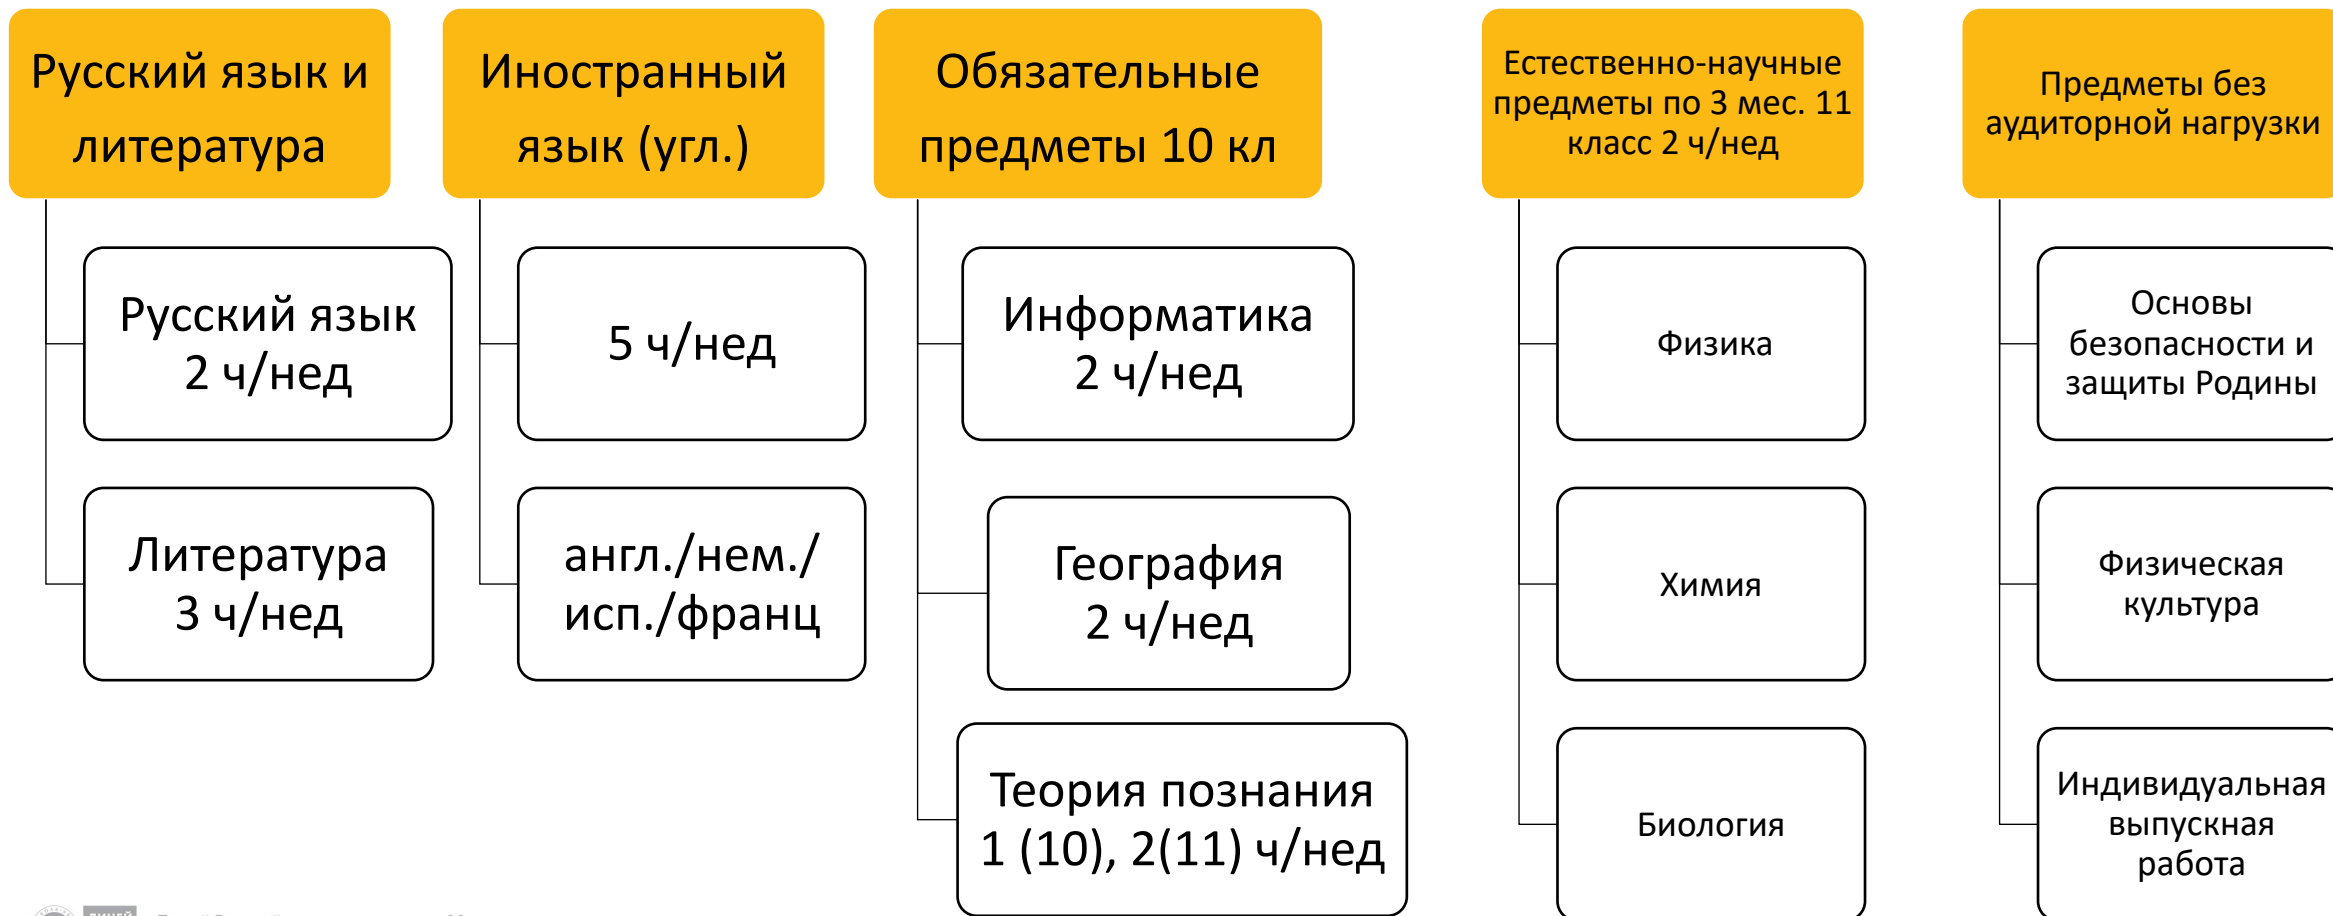 Русский язык и
литература
Русский язык
2 ч/нед
Литература
3 ч/нед
Иностранный
язык (угл.)
5 ч/нед
англ./нем./
исп./франц
Обязательные
предметы 10 кл
Информатика
2 ч/нед
География
2 ч/нед
Теория познания
1 (10), 2(11) ч/нед
Естественно-научные
предметы по 3 мес. 11
класс 2 ч/нед
Физика
Химия
Биология
Предметы без
аудиторной нагрузки
Основы
безопасности и
защиты Родины
Физическая
культура
Индивидуальная
выпускная
работа
ЛИЦЕЙ